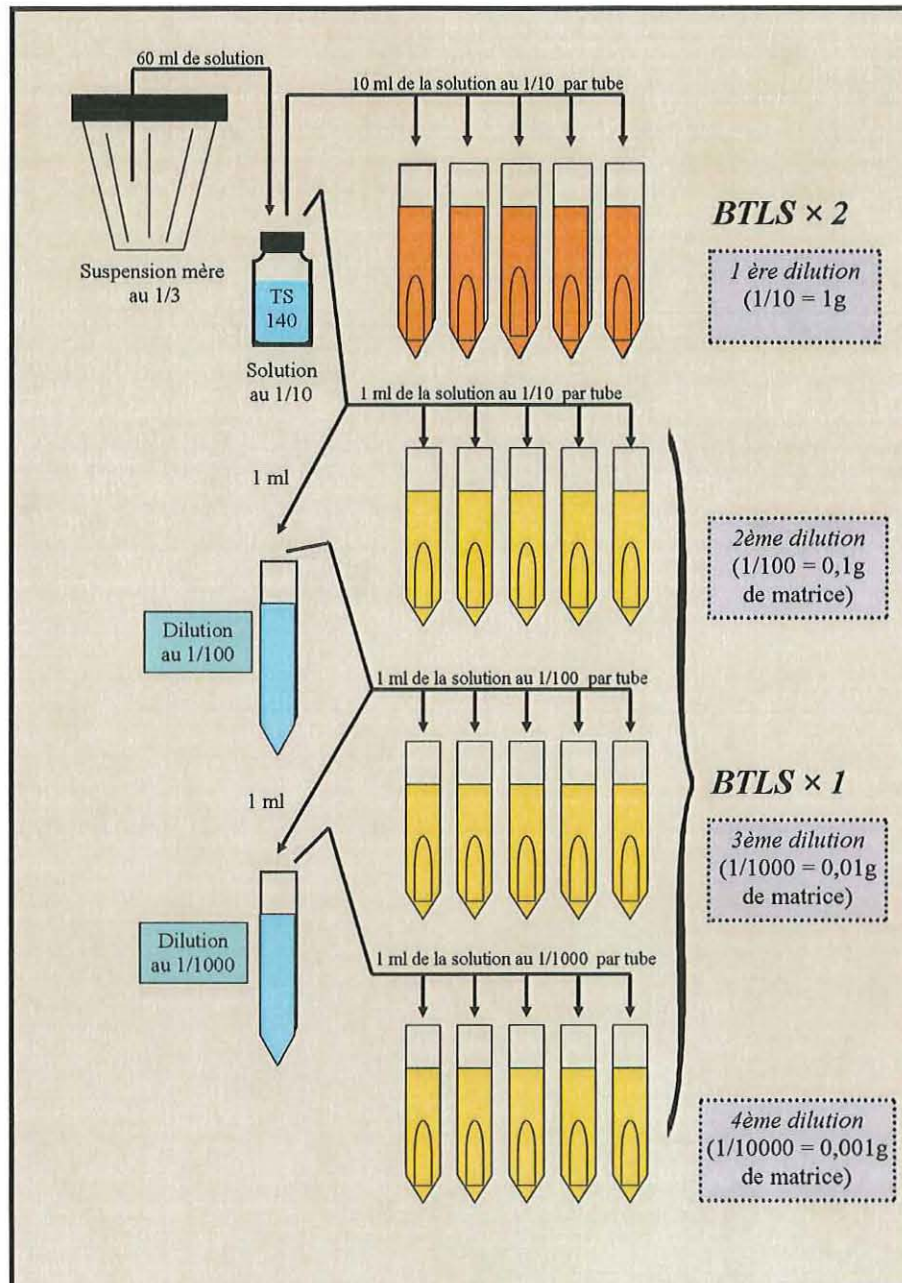 60 ml de solution
10 ml de la solution au 1/10 par tube
Suspension mère
au 1/3
TS
140
Solution
au 1/10
BTLS × 2
1 ère dilution
(1/10 = 1g
1 ml de la solution au 1/10 par tube
1 ml
2ème dilution
(1/100 = 0,1g
de matrice)
Dilution
au 1/100
1 ml de la solution au 1/100 par tube
1 ml
BTLS × 1
3ème dilution
(1/1000 = 0,01g
de matrice)
Dilution
au 1/1000
1 ml de la solution au 1/1000 par tube
4ème dilution
(1/10000 = 0,001g
de matrice)